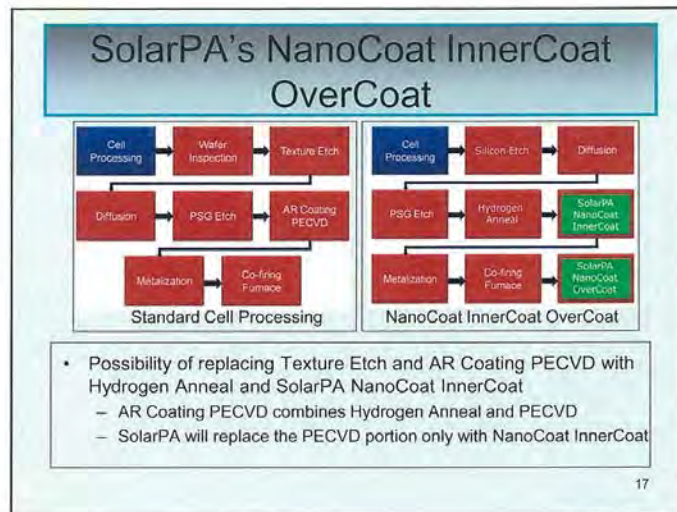 SolarPA's NanoCoat InnerCoat
OverCoat
Cell
Processing
Wafer
Inspection
Texture Etch
Diffusion
PSG Etch
AR Coating
PECVD
Metalization
Co-firing
Furnace
Standard Cell Processing
Cell
Processing
Silicon-Etch
Diffusion
PSG Etch
Hydrogen
Anneal
SolarPA
NanoCoat
InnerCoat
Metalization
Co-firing
Furnace
SolarPA
NanoCoat
OverCoat
NanoCoat InnerCoat OverCoat
• Possibility of replacing Texture Etch and AR Coating PECVD with
Hydrogen Anneal and SolarPA NanoCoat InnerCoat
– AR Coating PECVD combines Hydrogen Anneal and PECVD
– SolarPA will replace the PECVD portion only with NanoCoat InnerCoat
17